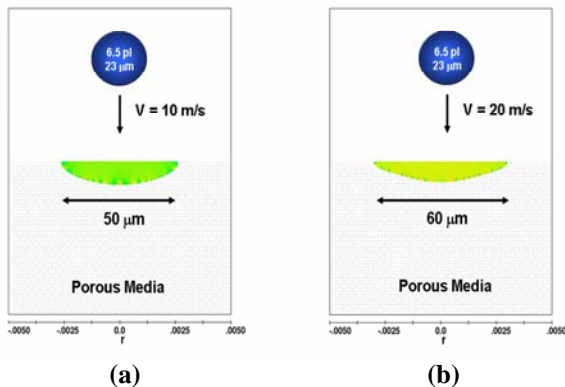 6.5 pl
23 µm
V = 10 m/s
50 µm
Porous Media
-.0050 -.0025 0.0 .0025 .0050
r
(a)
6.5 pl
23 µm
V = 20 m/s
60 µm
Porous Media
-.0050 -.0025 0.0 .0025 .0050
r
(b)